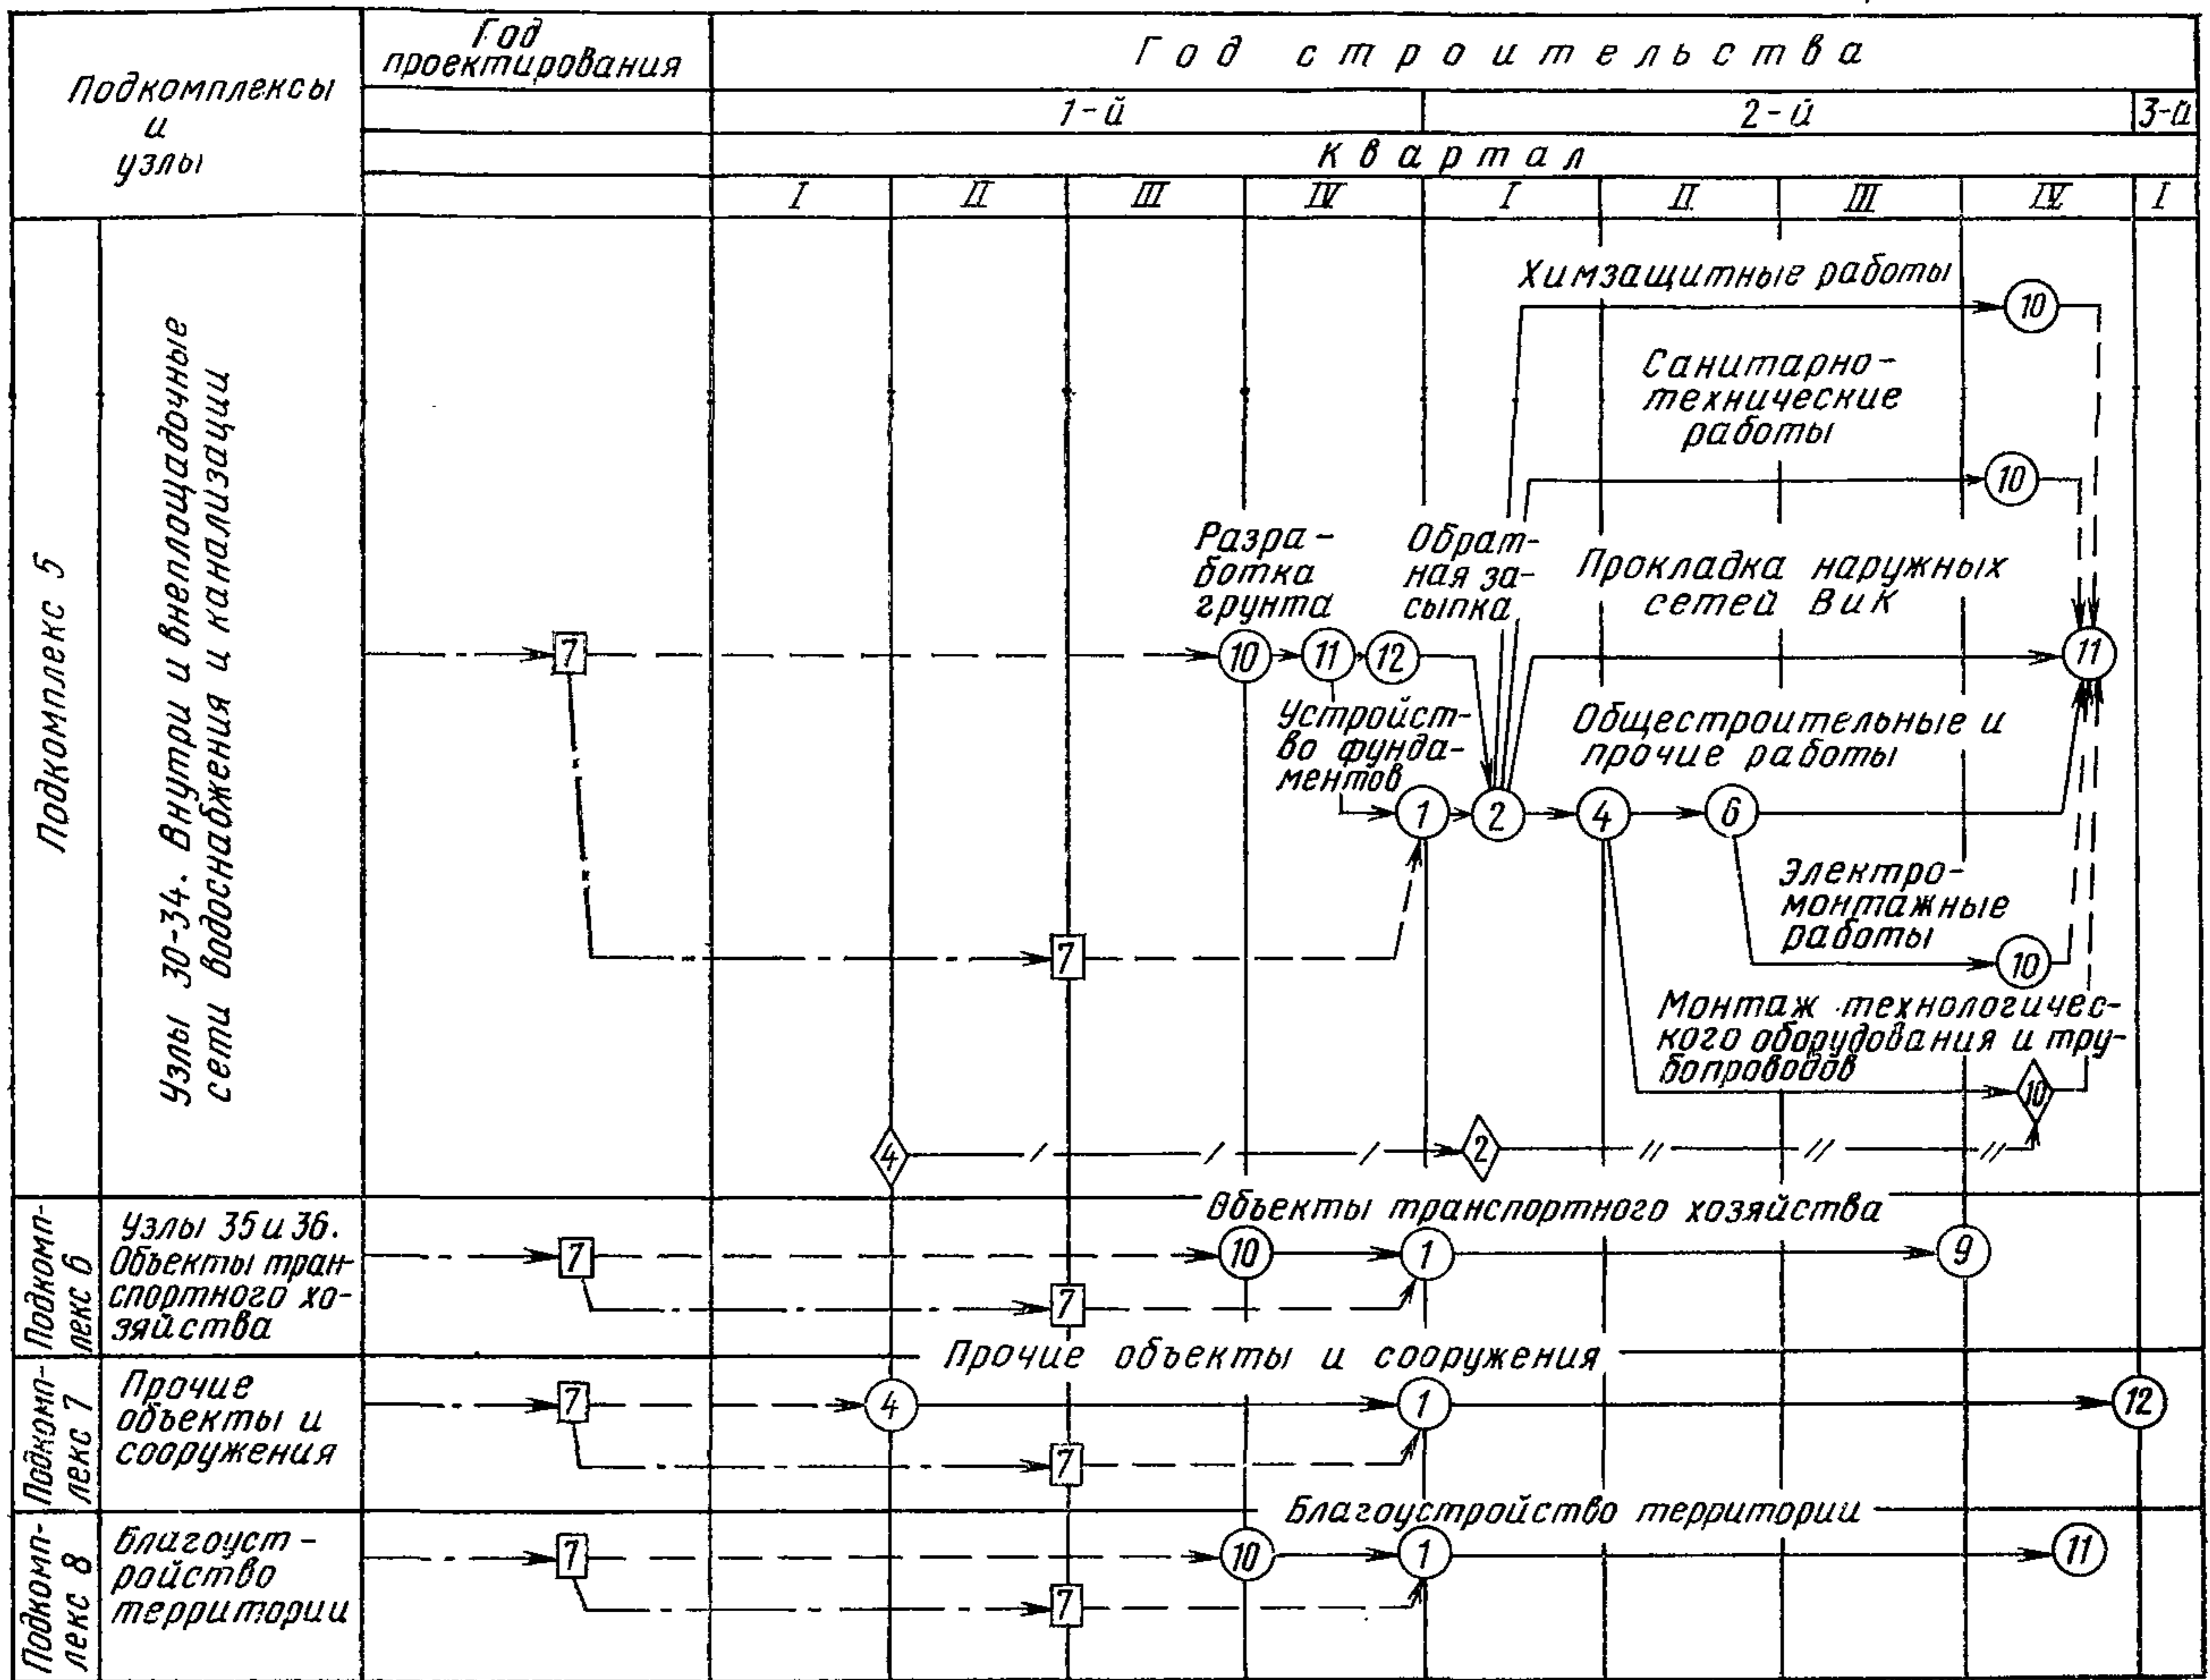 Подкомплексы
и
узлы
Год
проектирования
Год строительства
1-й
2-й
3-й
Квартал
I
II
III
IV
I
II
III
IV
I
Подкомплекс 5
Узлы 30-34. Внутри и внеплощадочные
сети водоснабжения и канализации
Химзащитные работы
10
Санитарно-
технические
работы
10
Разра-
ботка
грунта
Обрат-
ная за-
сыпка
Прокладка наружных
сетей ВиК
7
10
11
12
11
Устройст-
во фунда-
ментов
Общестроительные и
прочие работы
1
2
4
6
Электро-
монтажные
работы
7
10
Монтаж технологичес-
кого оборудования и тру-
бопроводов
10
4
2
Подкомп-
лекс 6
Узлы 35 и 36.
Объекты тран-
спортного хо-
зяйства
Объекты транспортного хозяйства
7
10
1
9
7
Подкомп-
лекс 7
Прочие
объекты и
сооружения
Прочие объекты и сооружения
7
4
1
12
7
Подкомп-
лекс 8
Благоуст-
ройство
территории
Благоустройство территории
7
10
1
11
7